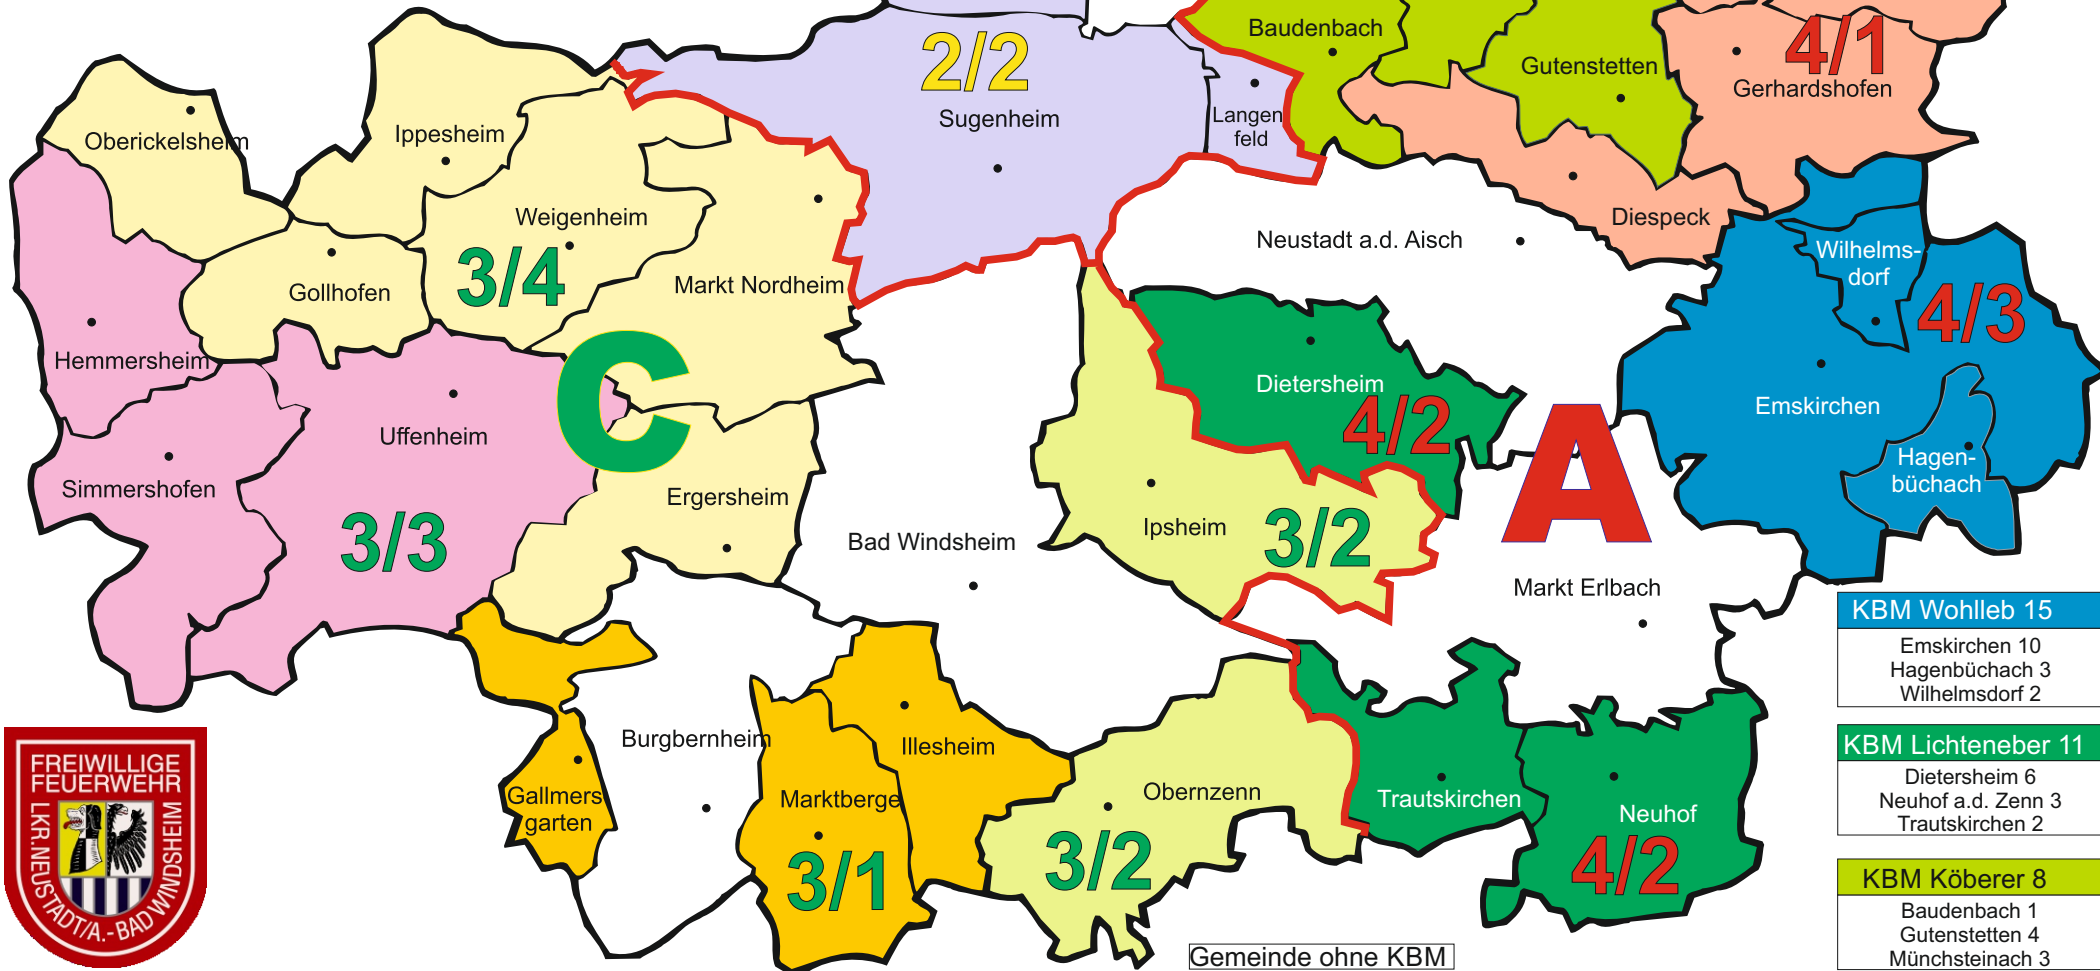 Baudenbach
4/1
2/2
Gutenstetten
Gerhardshofen
Sugenheim
Langen
feld
Oberickelsheim
Ippesheim
Weigenheim
Diespeck
Neustadt a.d. Aisch
Wilhelms-
dorf
3/4
Gollhofen
Markt Nordheim
4/3
Hemmersheim
C
Dietersheim
4/2
A
Emskirchen
Uffenheim
Hagen-
büchach
Simmershofen
Ergersheim
3/3
Bad Windsheim
Ipsheim
3/2
Markt Erlbach
KBM Wohlleb 15
Emskirchen 10
Hagenbüchach 3
Wilhelmsdorf 2
Burgbernheim
Illesheim
KBM Lichteneber 11
Dietersheim 6
Neuhof a.d. Zenn 3
Trautskirchen 2
FREIWILLIGE
FEUERWEHR
LKR.NEUSTADT/A.-BAD WINDSHEIM
Gallmers
garten
Marktberge
Obernzenn
Trautskirchen
Neuhof
3/1
3/2
4/2
KBM Köberer 8
Baudenbach 1
Gutenstetten 4
Münchsteinach 3
Gemeinde ohne KBM